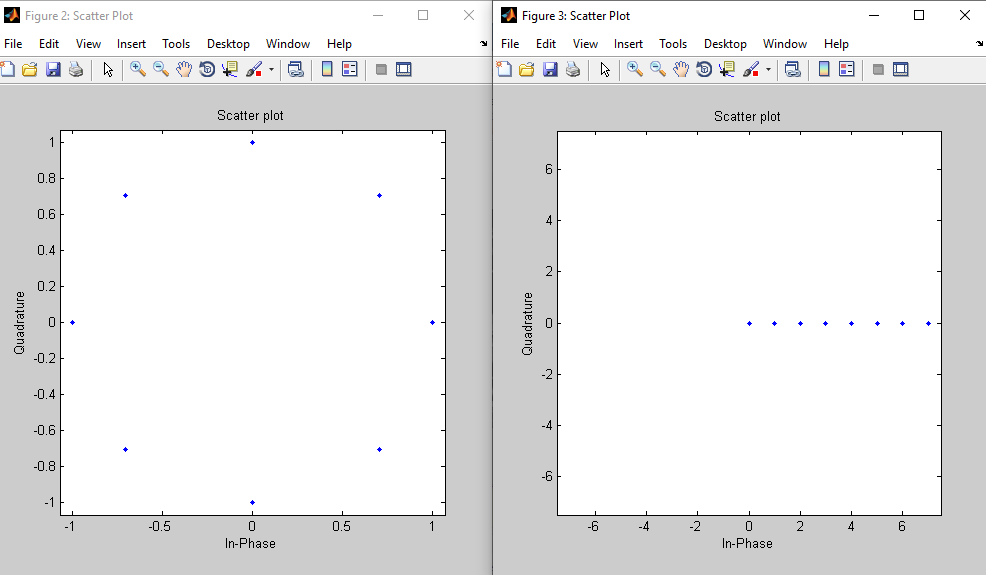 Figure 2: Scatter Plot
File Edit View Insert Tools Desktop Window Help
Scatter plot
1
0.8
0.6
0.4
0.2
0
-0.2
-0.4
-0.6
-0.8
-1
Quadrature
-1 -0.5 0 0.5 1
In-Phase
Figure 3: Scatter Plot
File Edit View Insert Tools Desktop Window Help
Scatter plot
6
4
2
0
-2
-4
-6
Quadrature
-6 -4 -2 0 2 4 6
In-Phase